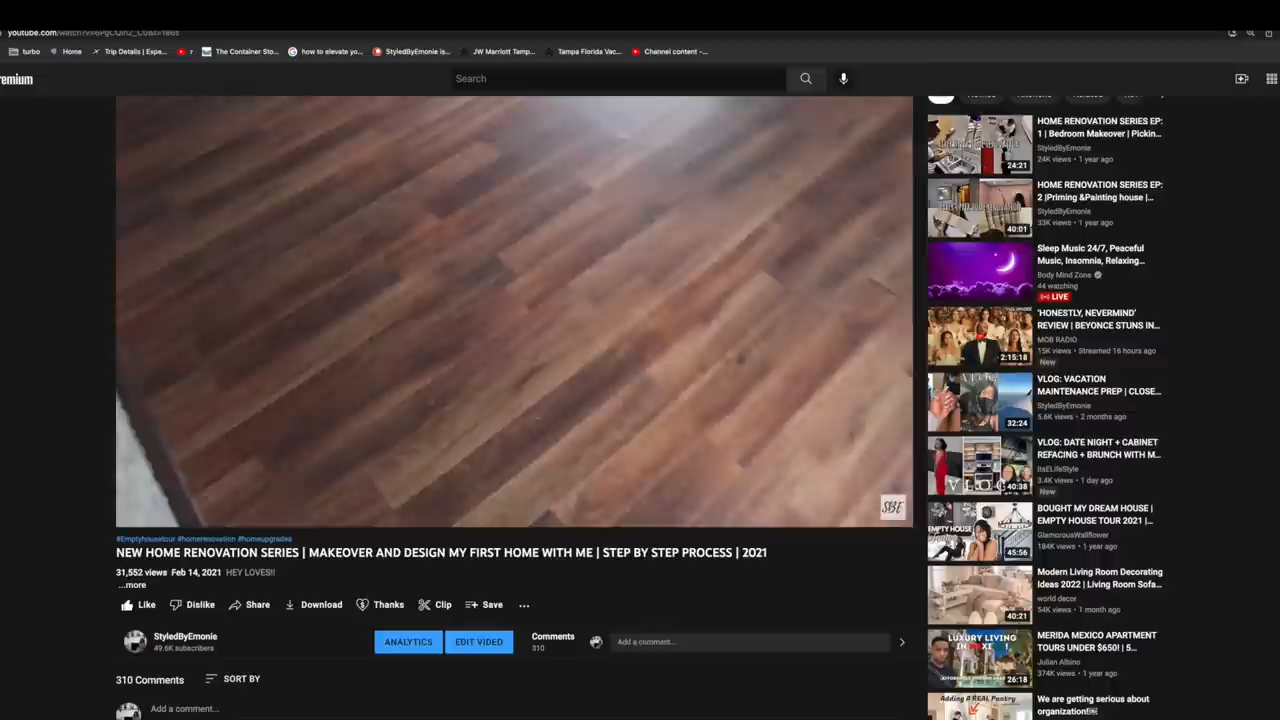 turbo
Home
Trip Details | Expe...
r
The Container Sto...
how to elevate yo...
StyledByEmonie is...
JW Marriott Tamp...
Tampa Florida Vac...
Channel content -...
remium
Search
HOME RENOVATION SERIES EP:
1 | Bedroom Makeover | Pickin...
StyledByEmonie
24K views • 1 year ago
24:21
HOME RENOVATION SERIES EP:
2 |Priming &Painting house |...
StyledByEmonie
33K views • 1 year ago
40:01
Sleep Music 24/7, Peaceful
Music, Insomnia, Relaxing...
Body Mind Zone
44 watching
LIVE
'HONESTLY, NEVERMIND'
REVIEW | BEYONCE STUNS IN...
MOB RADIO
15K views • Streamed 16 hours ago
2:15:18
New
VLOG: VACATION
MAINTENANCE PREP | CLOSE...
StyledByEmonie
5.6K views • 2 months ago
VLOG
32:24
VLOG: DATE NIGHT + CABINET
REFACING + BRUNCH WITH M...
ItsELifeStyle
3.4K views • 1 day ago
VLOG
40:38
New
BOUGHT MY DREAM HOUSE |
EMPTY HOUSE TOUR 2021 |...
GlamorousWallflower
184K views • 1 year ago
EMPTY HOUSE
45:56
Modern Living Room Decorating
Ideas 2022 | Living Room Sofa...
world decor
54K views • 1 month ago
40:21
MERIDA MEXICO APARTMENT
TOURS UNDER $650! | 5...
Julian Albino
374K views • 1 year ago
LUXURY LIVING
26:18
We are getting serious about
organization!
Adding A REAL Pantry
SBE
#Emptyhousetour #homerenovation #homeupgradea
NEW HOME RENOVATION SERIES | MAKEOVER AND DESIGN MY FIRST HOME WITH ME | STEP BY STEP PROCESS | 2021
31,552 views Feb 14, 2021 HEY LOVES!!
...more
Like
Dislike
Share
Download
Thanks
Clip
Save
StyledByEmonie
49.6K subscribers
ANALYTICS
EDIT VIDEO
Comments
310
Add a comment...
310 Comments
SORT BY
Add a comment...